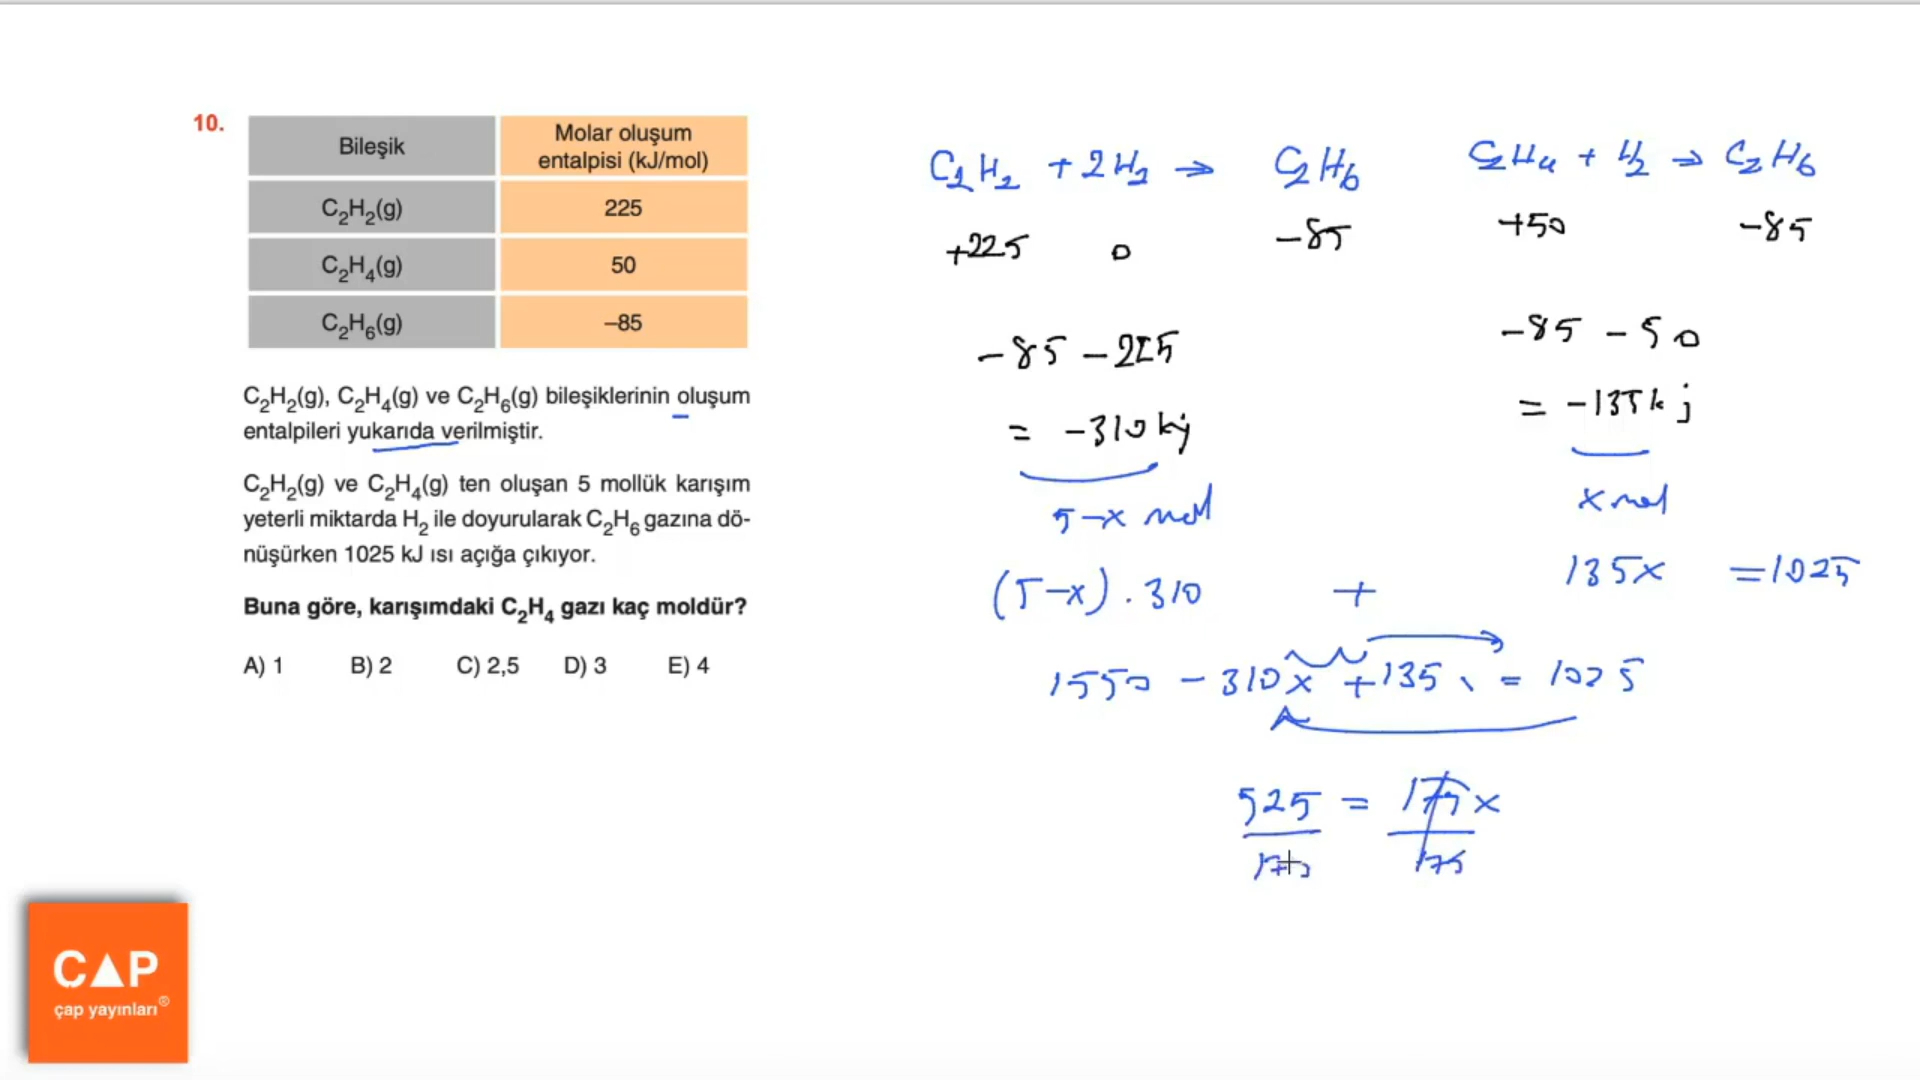 10.
Bileşik
Molar oluşum
entalpisi (kJ/mol)
C₂H₂(g)
225
C₂H₄(g)
50
C₂H₆(g)
–85
C₂H₂(g), C₂H₄(g) ve C₂H₆(g) bileşiklerinin oluşum
entalpileri yukarıda verilmiştir.
C₂H₂(g) ve C₂H₄(g) ten oluşan 5 mollük karışım
yeterli miktarda H₂ ile doyurularak C₂H₆ gazına dö-
nüşürken 1025 kJ ısı açığa çıkıyor.
Buna göre, karışımdaki C₂H₄ gazı kaç moldür?
A) 1 B) 2 C) 2,5 D) 3 E) 4
C₂H₂ + 2H₂ → C₂H₆
+225 0 -85
-85 - 225
= -310 kj
5-x mol
(5-x) . 310 +
C₂H₄ + H₂ → C₂H₆
+50 -85
-85 - 50
= -135 kj
x mol
135x = 1025
1550 - 310x + 135 = 1025
525 = 175x
175 175
CAP
çap yayınları®